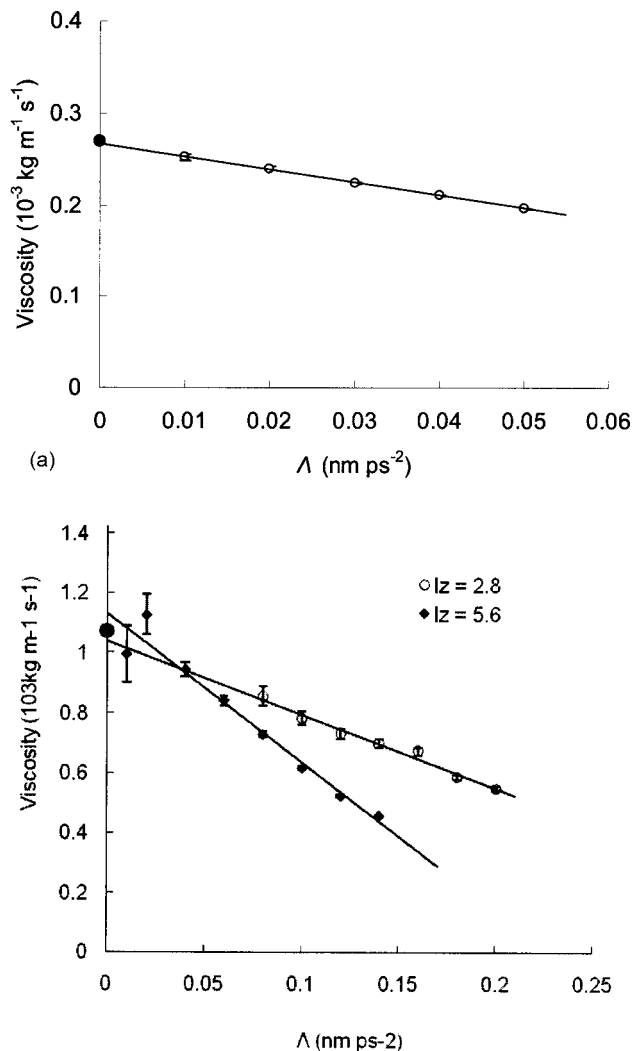 0.4
0.3
0.2
0.1
0
Viscosity (10⁻³ kg m⁻¹ s⁻¹)
0 0.01 0.02 0.03 0.04 0.05 0.06
(a)
Λ (nm ps⁻²)
1.4
1.2
1
0.8
0.6
0.4
0.2
0
Viscosity (103kg m-1 s-1)
lz = 2.8
lz = 5.6
0 0.05 0.1 0.15 0.2 0.25
Λ (nm ps-2)